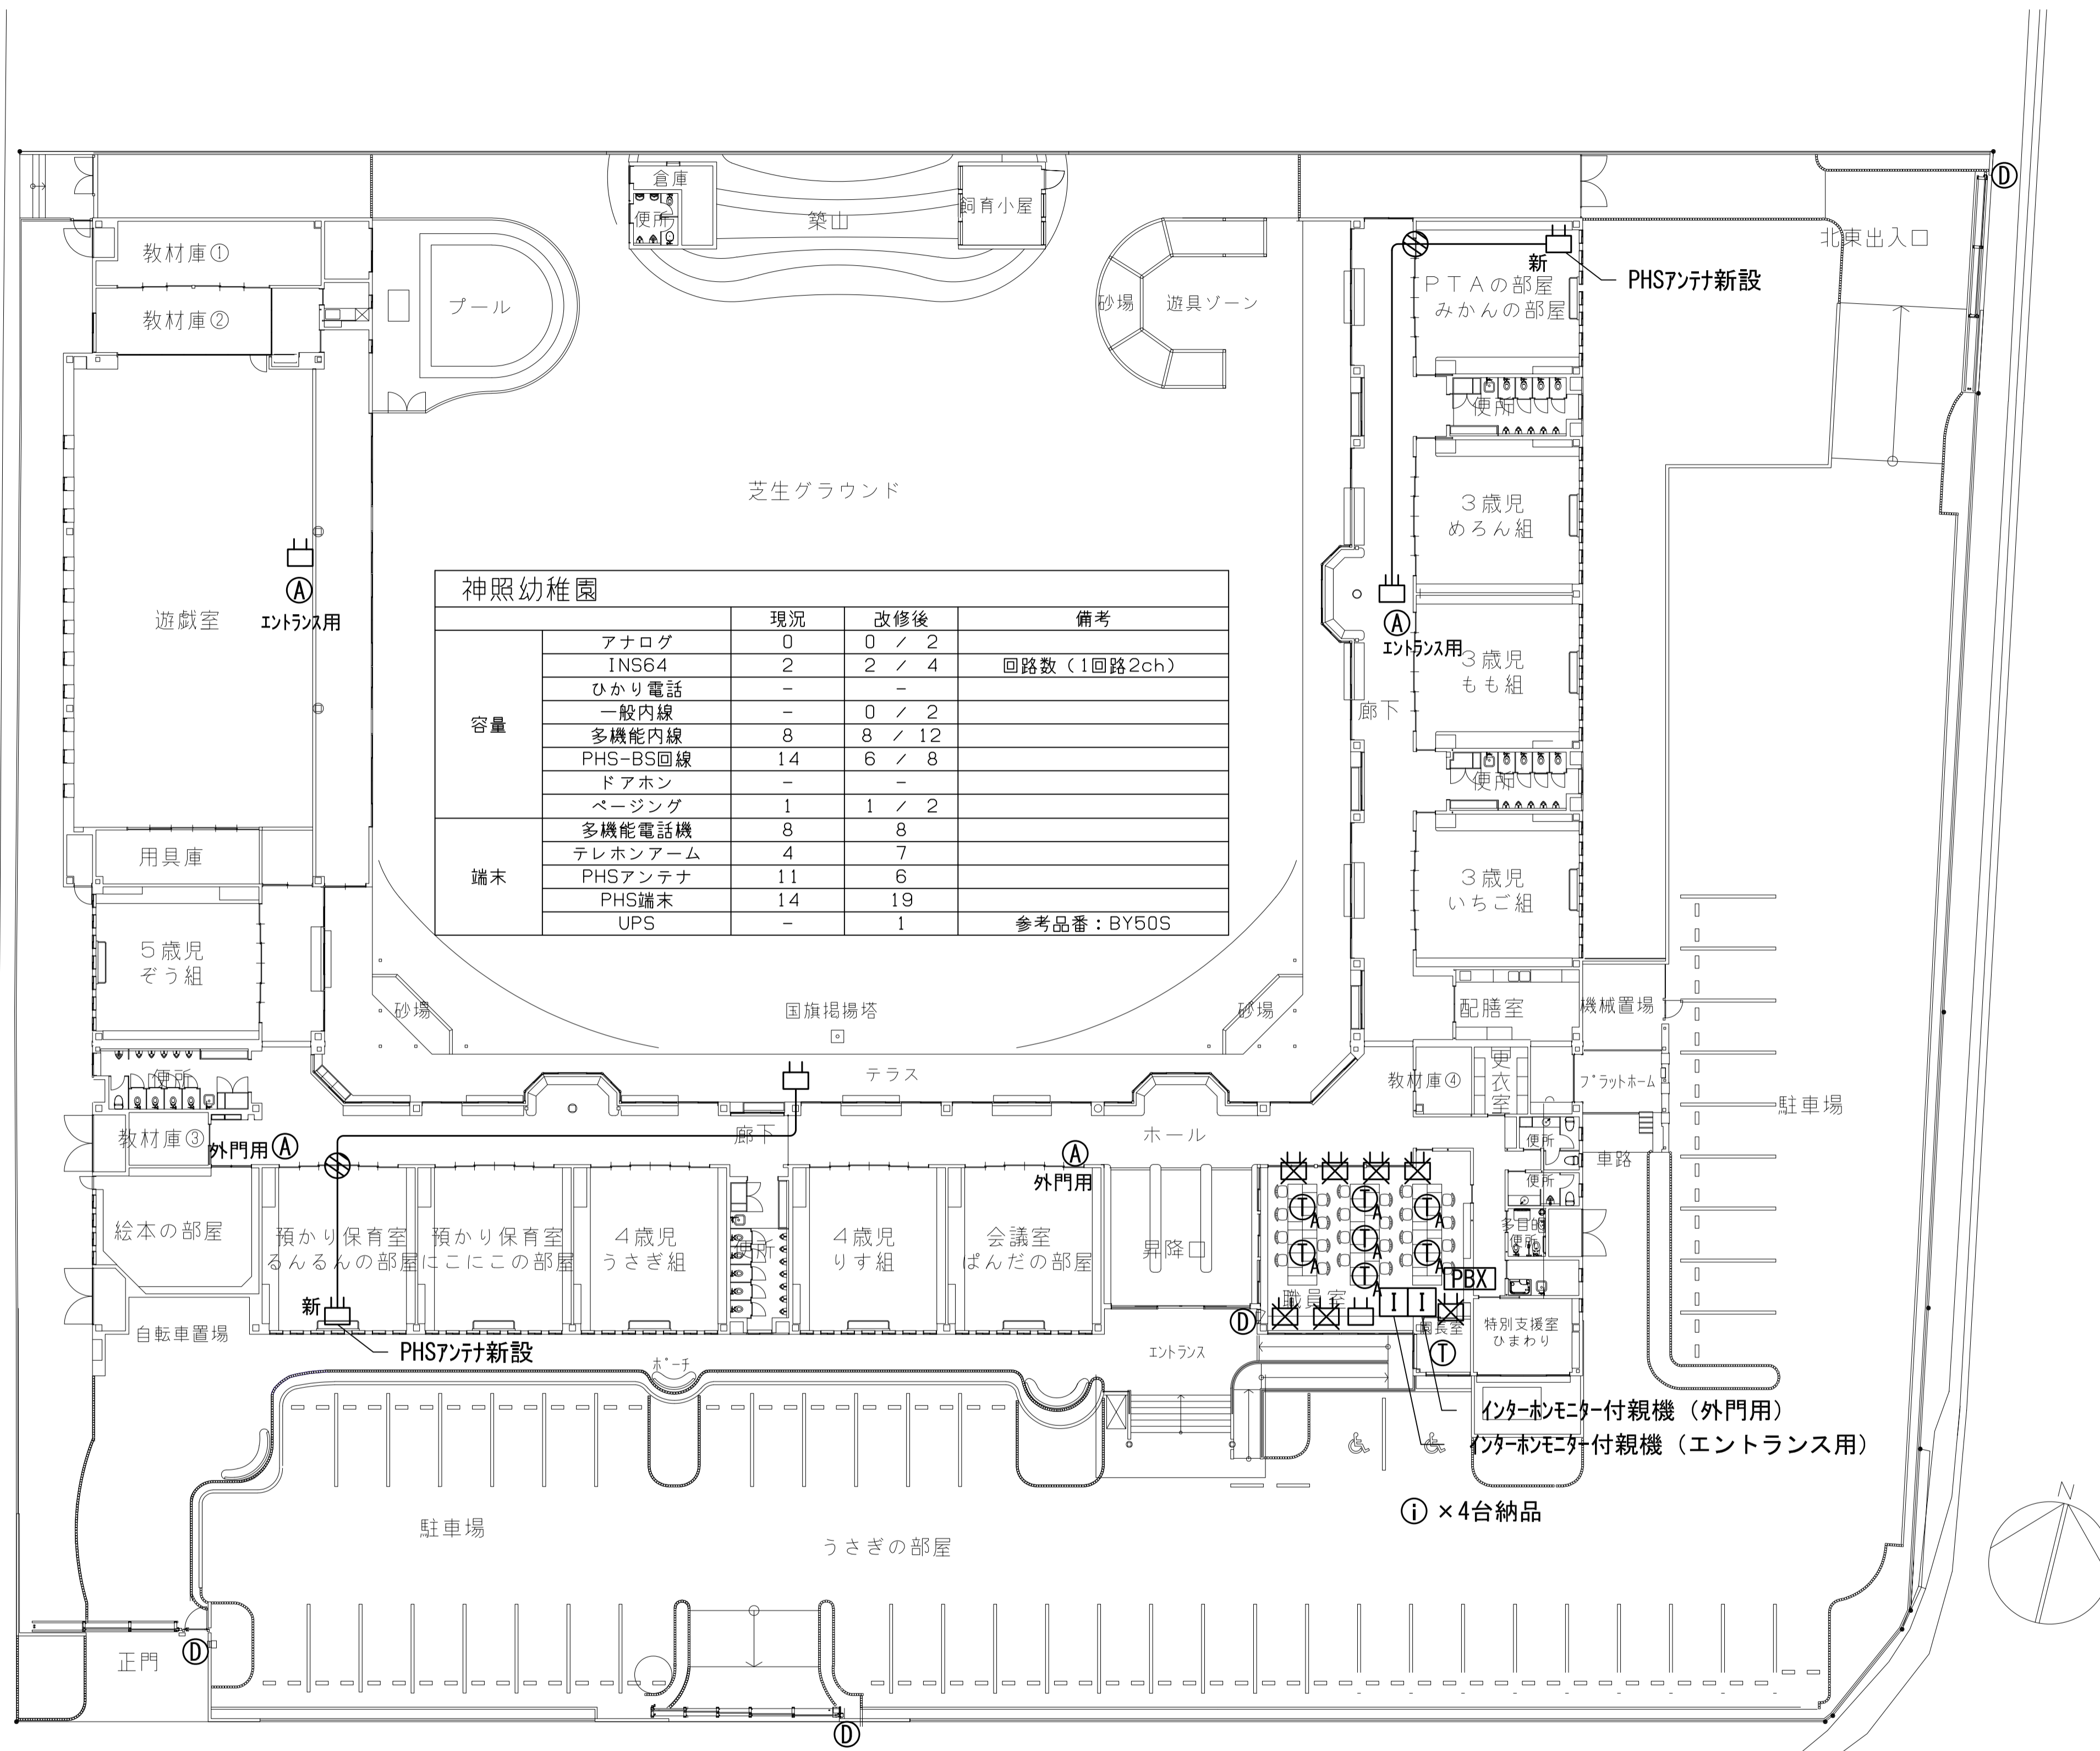 Ⓓ
倉庫
便所
築山
飼育小屋
教材庫①
教材庫②
プール
砂場
遊具ゾーン
新
PHSアンテナ新設
北東出入口
PTAの部屋
みかんの部屋
便所
芝生グラウンド
3歳児
めろん組
Ⓐ
エントランス用
遊戯室
Ⓐ
エントランス用
3歳児
もも組
廊下
便所
神照幼稚園
現況 改修後 備考
容量
アナログ 0 0 / 2
INS64 2 2 / 4 回路数(1回路2ch)
ひかり電話 - -
一般内線 - 0 / 2
多機能内線 8 8 / 12
PHS-BS回線 14 6 / 8
ドアホン - -
ページング 1 1 / 2
端末
多機能電話機 8 8
テレホンアーム 4 7
PHSアンテナ 11 6
PHS端末 14 19
UPS - 1 参考品番:BY50S
用具庫
3歳児
いちご組
5歳児
ぞう組
砂場
国旗掲揚塔
砂場
配膳室
機械置場
テラス
教材庫④
更衣室
プラットホーム
駐車場
便所
教材庫③
外門用 Ⓐ
廊下
ホール
Ⓐ
外門用
便所
車路
便所
絵本の部屋
預かり保育室
るんるんの部屋
預かり保育室
にこにこの部屋
4歳児
うさぎ組
便所
4歳児
りす組
会議室
ぱんだの部屋
昇降口
Ⓣ A
Ⓣ A
Ⓣ A
Ⓣ A
Ⓣ A
Ⓣ A
Ⓣ A
多目的
便所
PBX
職員室
I I
新
PHSアンテナ新設
自転車置場
Ⓓ
園長室
Ⓣ
特別支援室
ひまわり
ポーチ
エントランス
インターホンモニター付親機(外門用)
インターホンモニター付親機(エントランス用)
ⓘ ×4台納品
N
駐車場
うさぎの部屋
Ⓓ
正門
Ⓓ